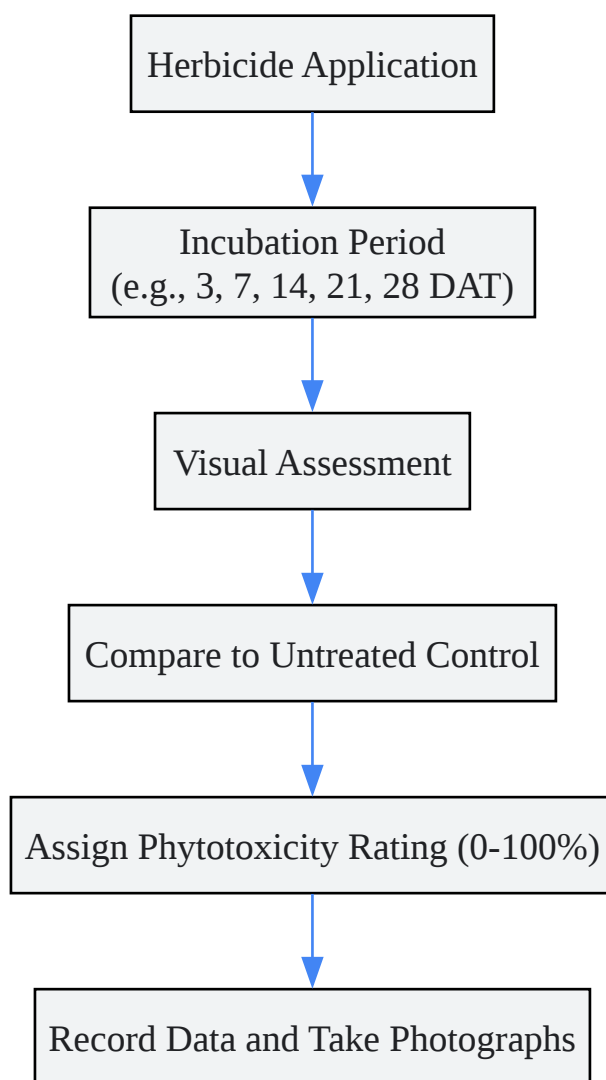 Herbicide Application
Incubation Period
(e.g., 3, 7, 14, 21, 28 DAT)
Visual Assessment
Compare to Untreated Control
Assign Phytotoxicity Rating (0-100%)
Record Data and Take Photographs